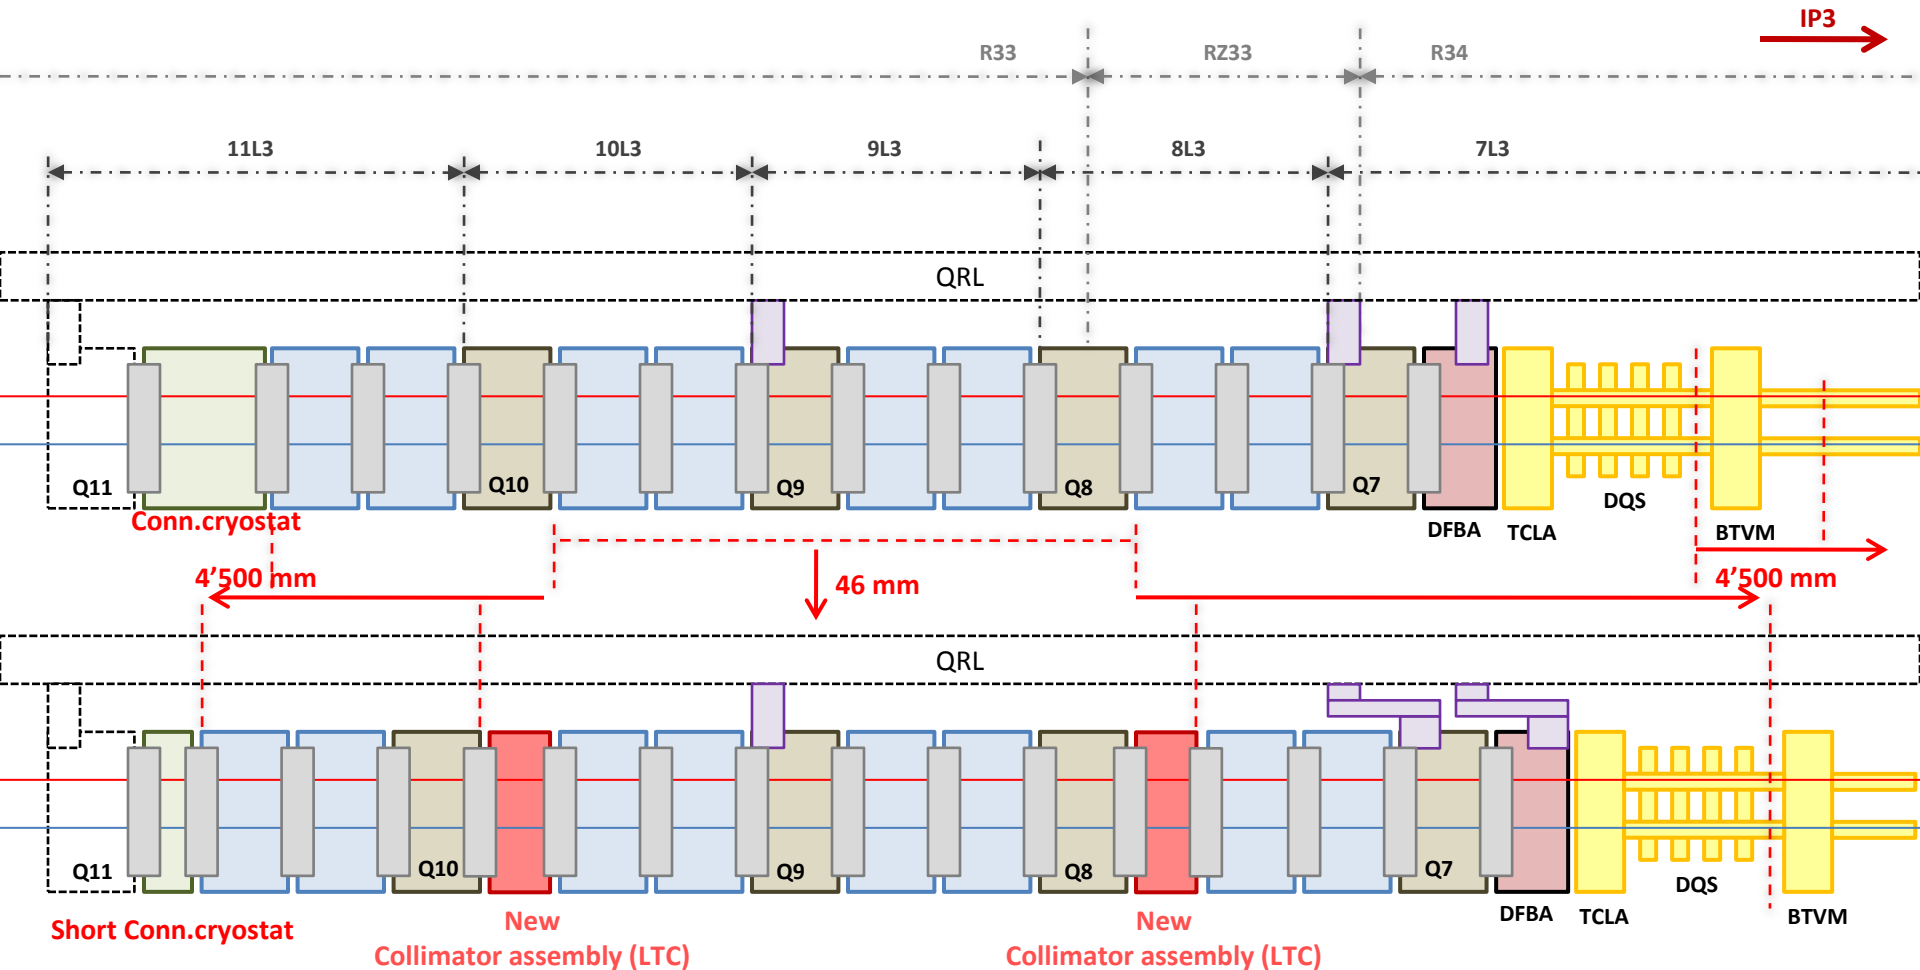 IP3
R33 RZ33 R34
11L3 10L3 9L3 8L3 7L3
QRL
Q11 Q10 Q9 Q8 Q7 DQS
DFBA TCLA BTVM
Conn.cryostat
4’500 mm 46 mm 4’500 mm
QRL
Q11 Q10 Q9 Q8 Q7 DQS
DFBA TCLA BTVM
Short Conn.cryostat
New
Collimator assembly (LTC)
New
Collimator assembly (LTC)